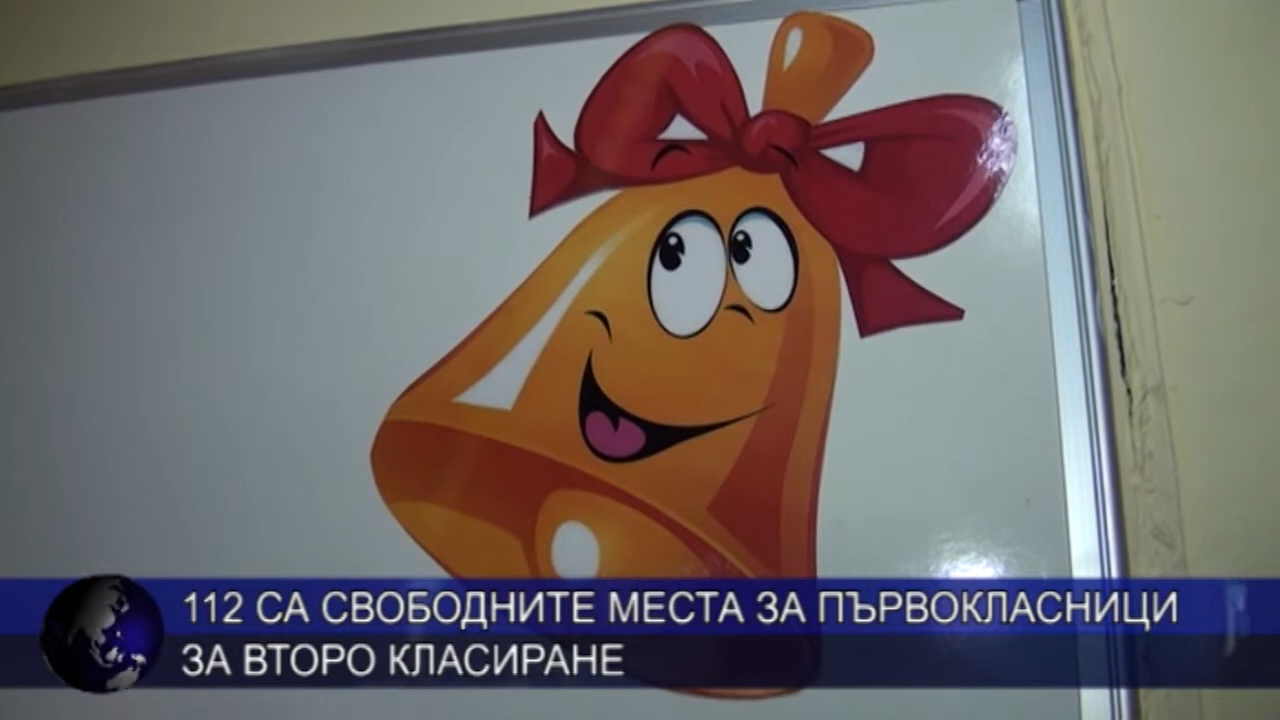 112 СА СВОБОДНИТЕ МЕСТА ЗА ПЪРВОКЛАСНИЦИ
ЗА ВТОРО КЛАСИРАНЕ